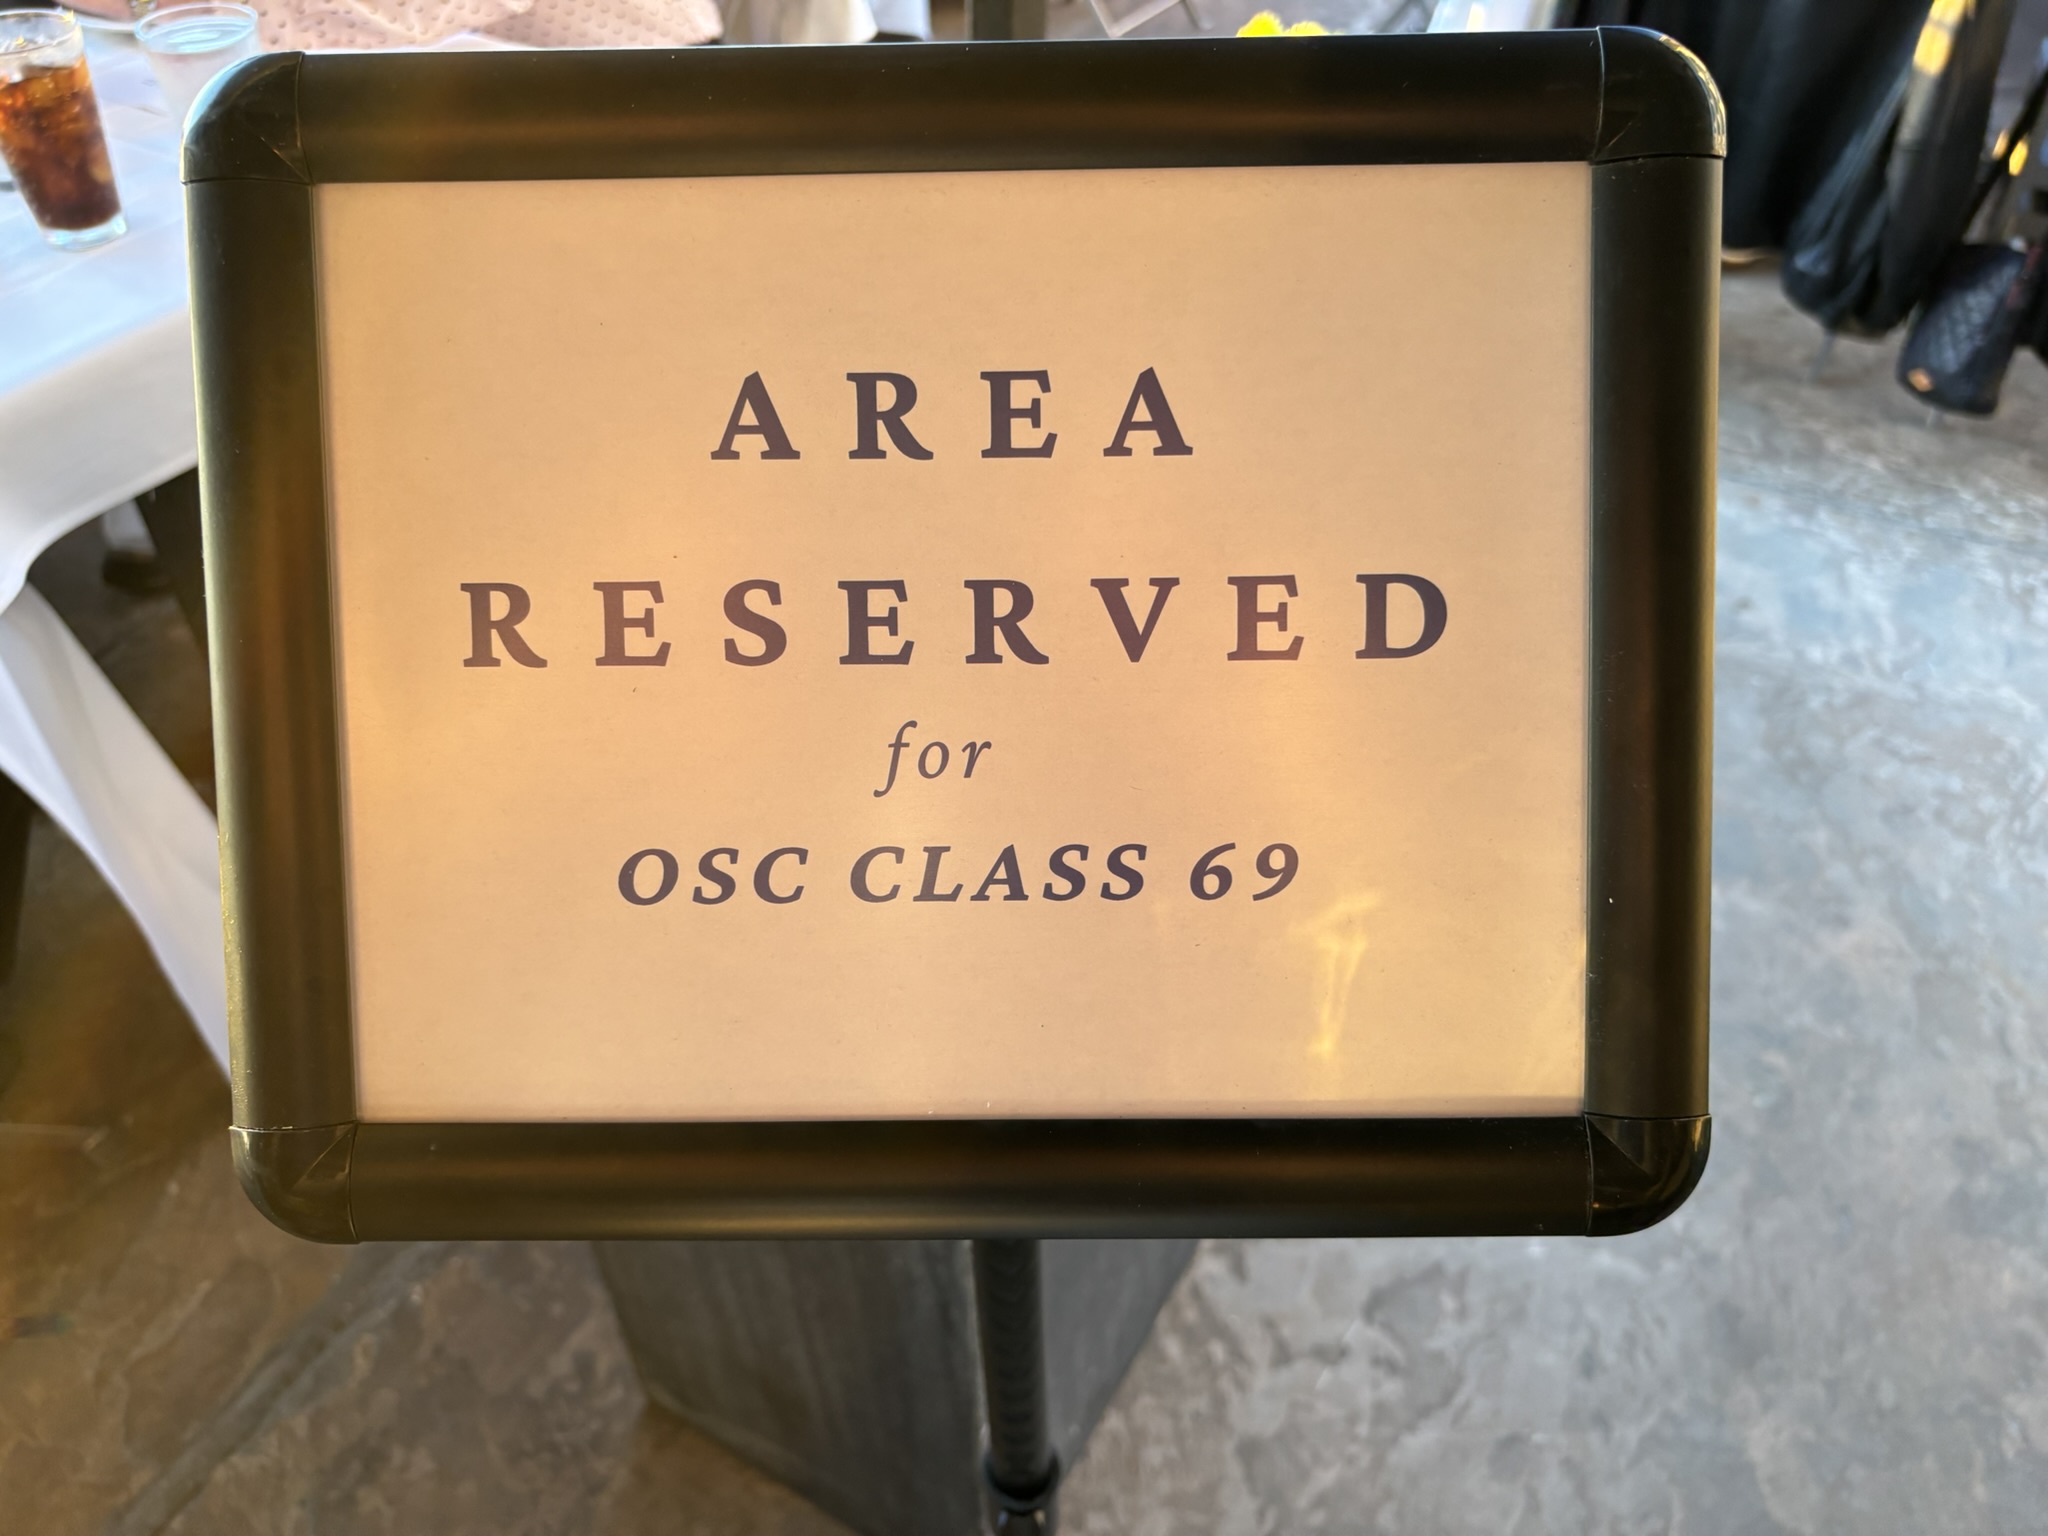 AREA
RESERVED
for
OSC CLASS 69